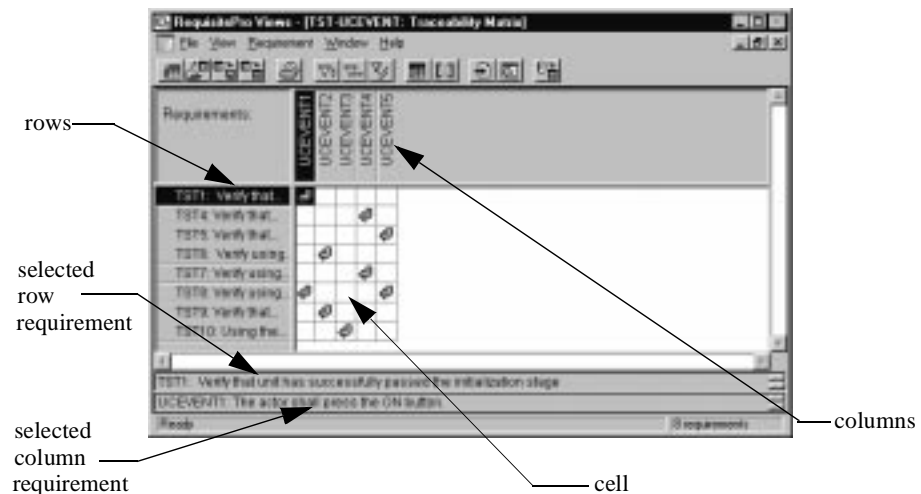 RequisitePro Views - [TST-UCEVENT: Traceability Matrix]
File View Requirement Window Help
Requirements:
UCEVENT1
UCEVENT2
UCEVENT3
UCEVENT4
UCEVENT5
rows
TST1: Verify that...
TST4: Verify that...
TST5: Verify that...
TST6: Verify using
TST7: Verify using
TST8: Verify using
TST9: Verify that...
TST10: Using the...
selected
row
requirement
TST1: Verify that unit has successfully passed the initialization stage
UCEVENT1: The actor shall press the ON button.
Ready
8 requirements
columns
selected
column
requirement
cell